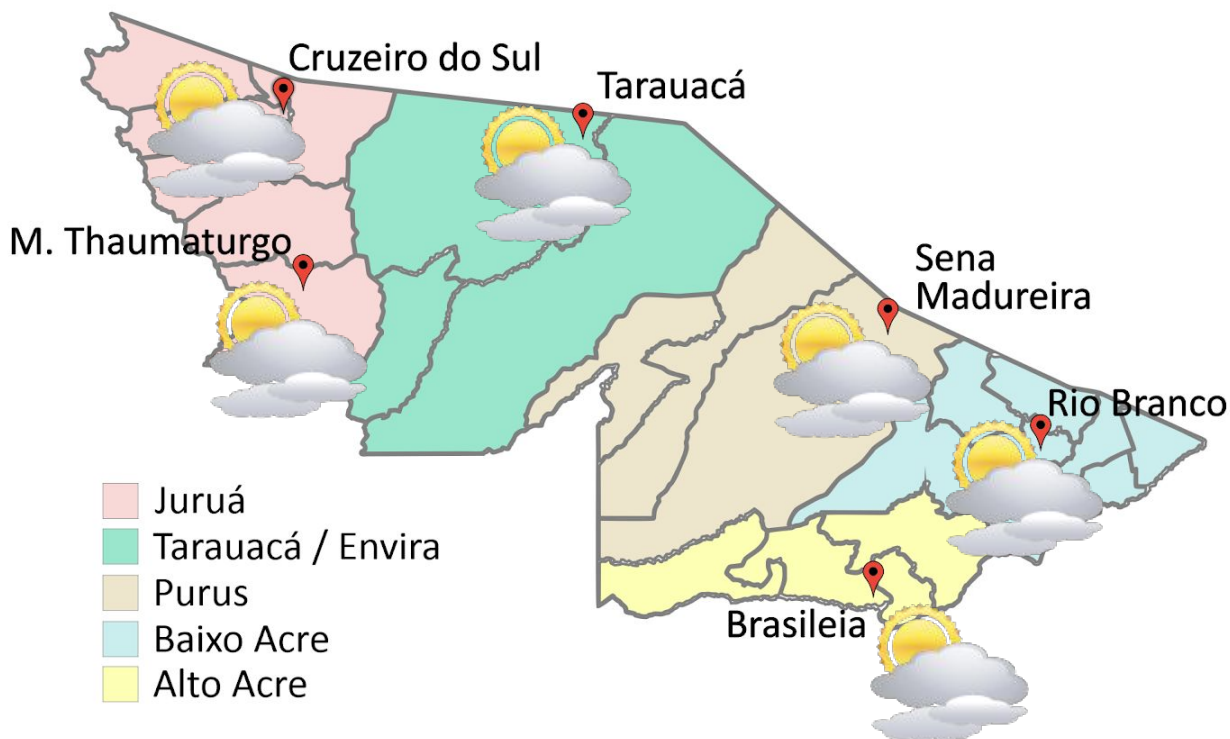 Cruzeiro do Sul
Tarauacá
M. Thaumaturgo
Sena
Madureira
Rio Branco
Brasileia
Juruá
Tarauacá / Envira
Purus
Baixo Acre
Alto Acre